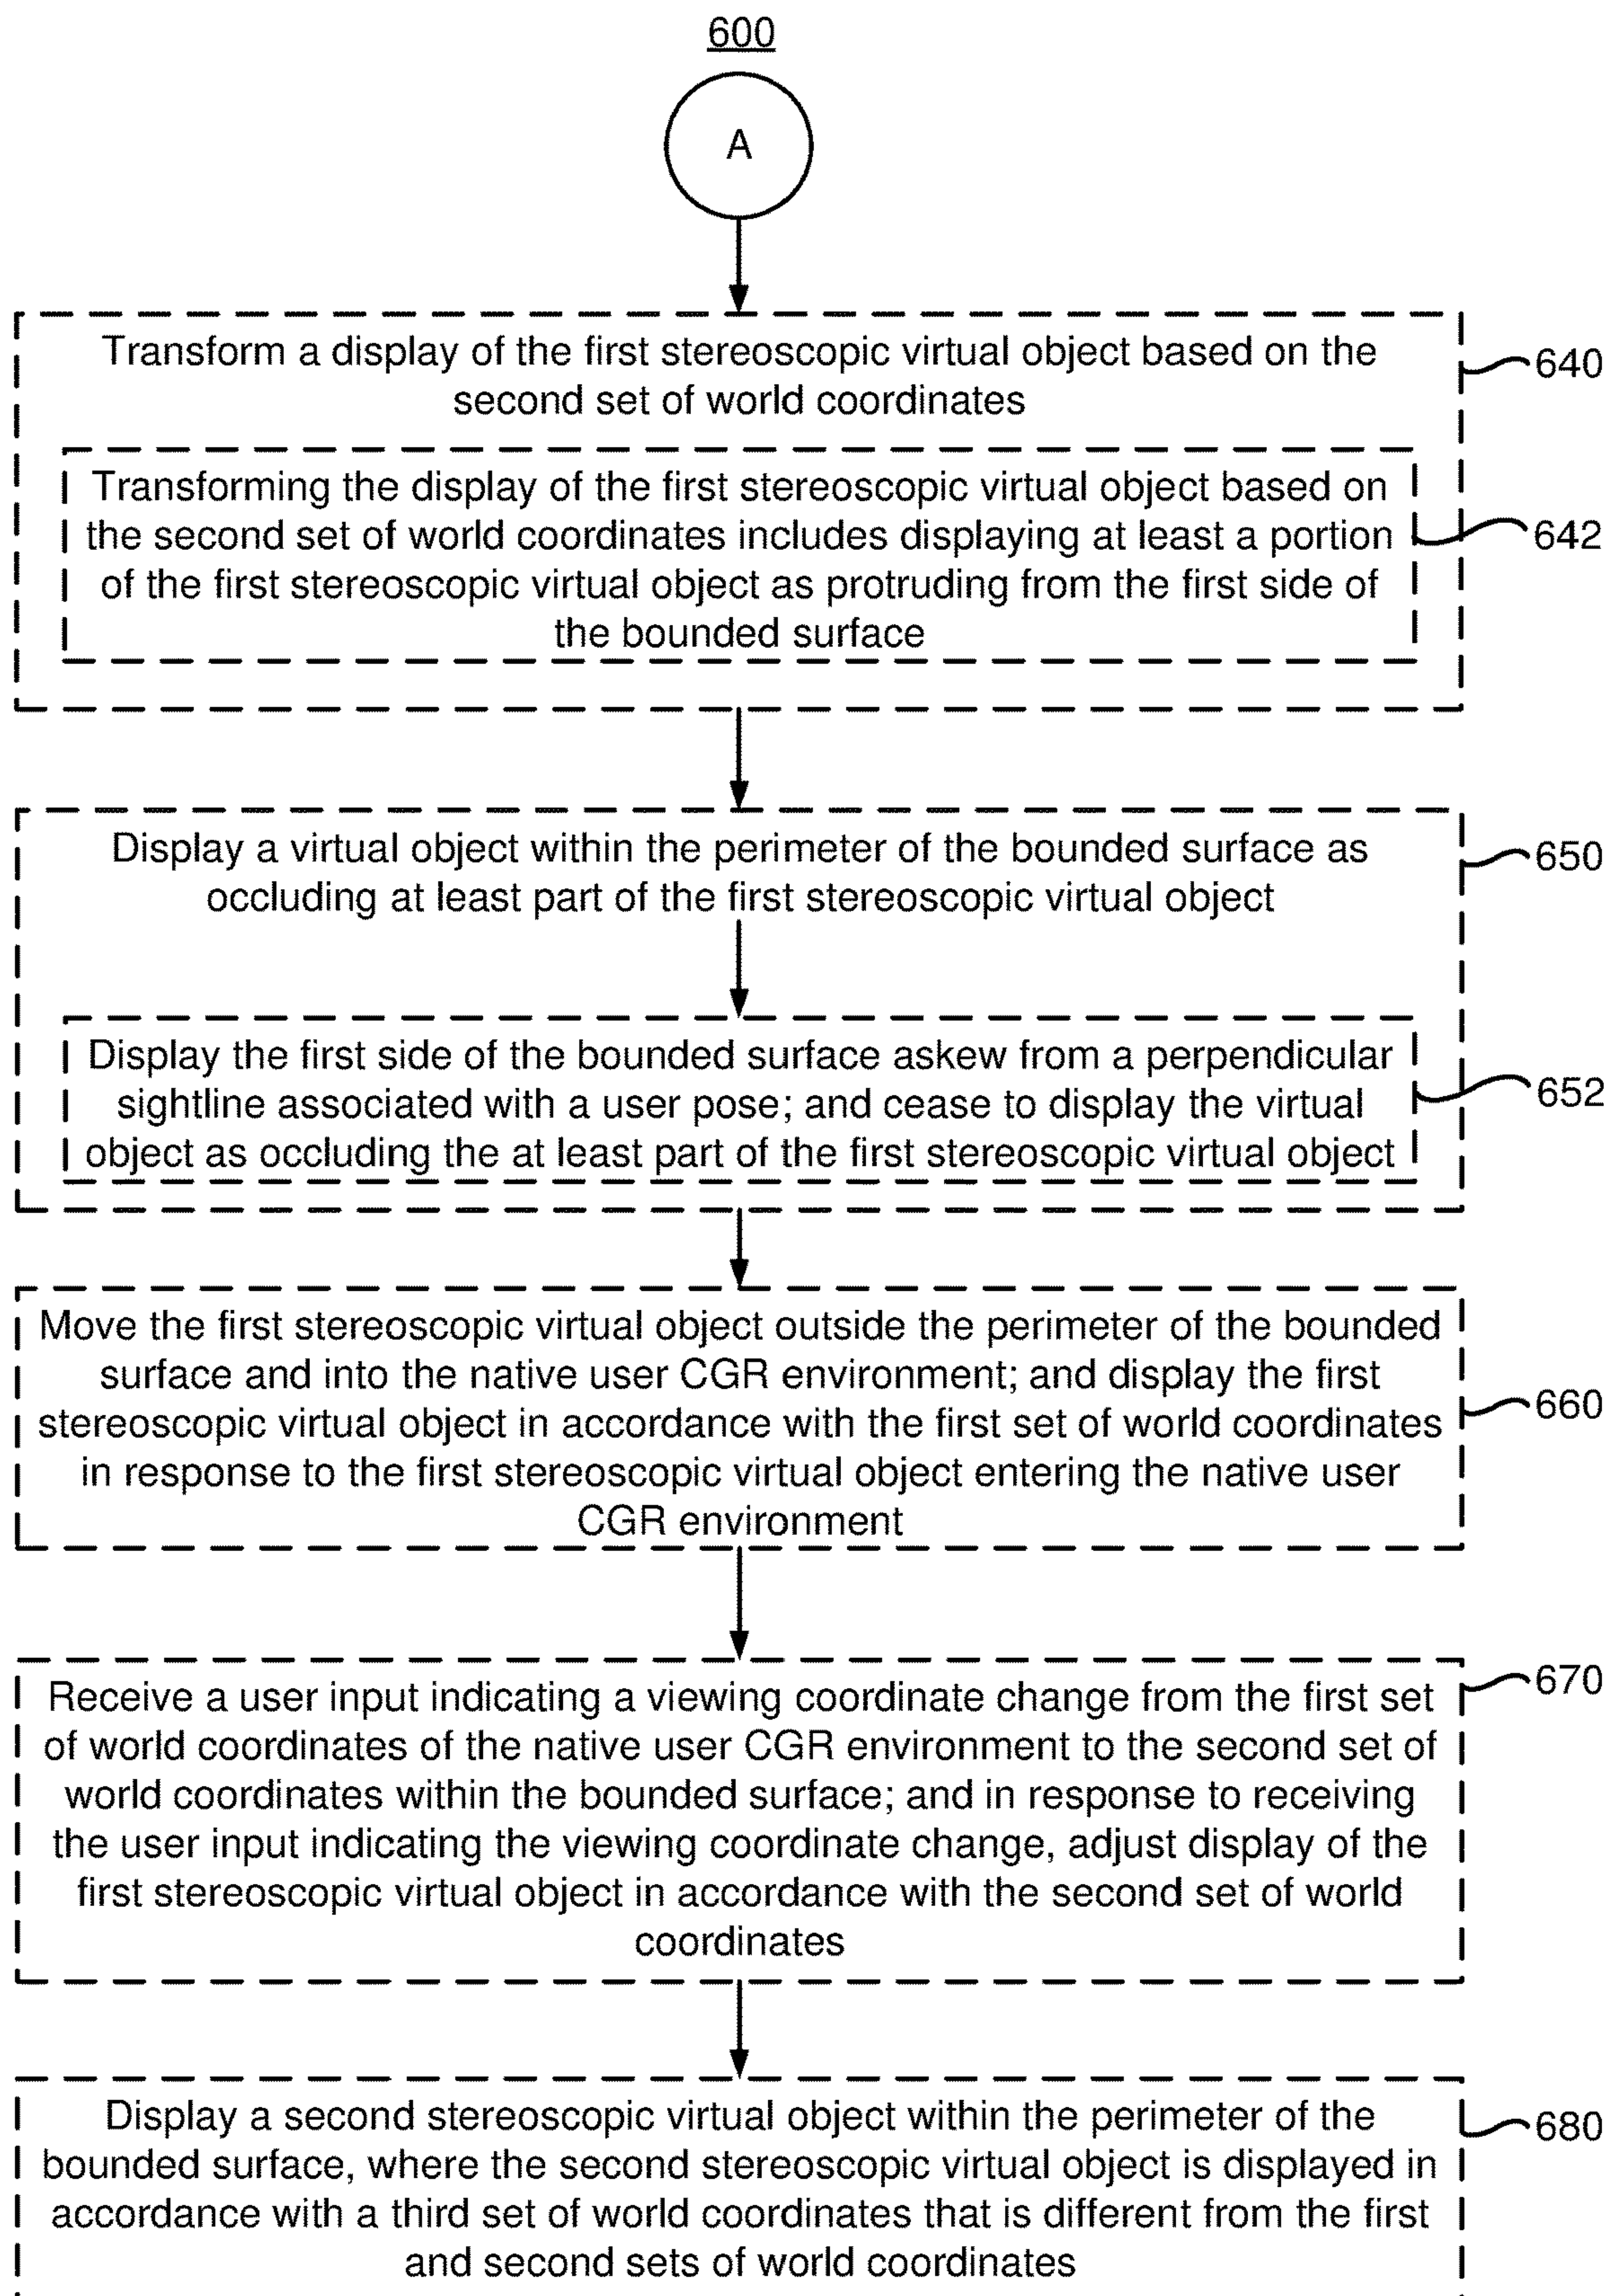 600
A
Transform a display of the first stereoscopic virtual object based on the
second set of world coordinates
640
Transforming the display of the first stereoscopic virtual object based on
the second set of world coordinates includes displaying at least a portion
of the first stereoscopic virtual object as protruding from the first side of
the bounded surface
642
Display a virtual object within the perimeter of the bounded surface as
occluding at least part of the first stereoscopic virtual object
650
Display the first side of the bounded surface askew from a perpendicular
sightline associated with a user pose; and cease to display the virtual
object as occluding the at least part of the first stereoscopic virtual object
652
Move the first stereoscopic virtual object outside the perimeter of the bounded
surface and into the native user CGR environment; and display the first
stereoscopic virtual object in accordance with the first set of world coordinates
in response to the first stereoscopic virtual object entering the native user
CGR environment
660
Receive a user input indicating a viewing coordinate change from the first set
of world coordinates of the native user CGR environment to the second set of
world coordinates within the bounded surface; and in response to receiving
the user input indicating the viewing coordinate change, adjust display of the
first stereoscopic virtual object in accordance with the second set of world
coordinates
670
Display a second stereoscopic virtual object within the perimeter of the
bounded surface, where the second stereoscopic virtual object is displayed in
accordance with a third set of world coordinates that is different from the first
and second sets of world coordinates
680